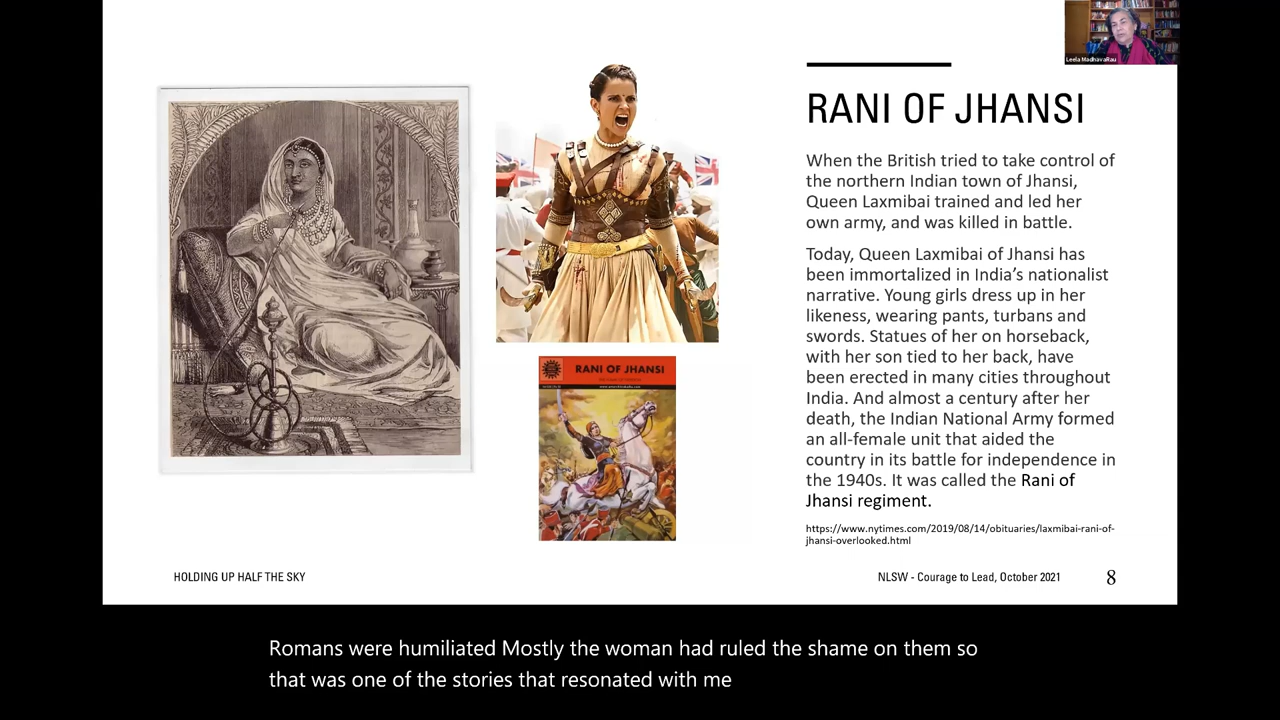 Leela MadhavaRau
RANI OF JHANSI
When the British tried to take control of
the northern Indian town of Jhansi,
Queen Laxmibai trained and led her
own army, and was killed in battle.
Today, Queen Laxmibai of Jhansi has
been immortalized in India’s nationalist
narrative. Young girls dress up in her
likeness, wearing pants, turbans and
swords. Statues of her on horseback,
with her son tied to her back, have
been erected in many cities throughout
India. And almost a century after her
death, the Indian National Army formed
an all-female unit that aided the
country in its battle for independence in
the 1940s. It was called the Rani of
Jhansi regiment.
https://www.nytimes.com/2019/08/14/obituaries/laxmibai-rani-of-
jhansi-overlooked.html
RANI OF JHANSI
HOLDING UP HALF THE SKY
NLSW - Courage to Lead, October 2021
8
Romans were humiliated Mostly the woman had ruled the shame on them so
that was one of the stories that resonated with me